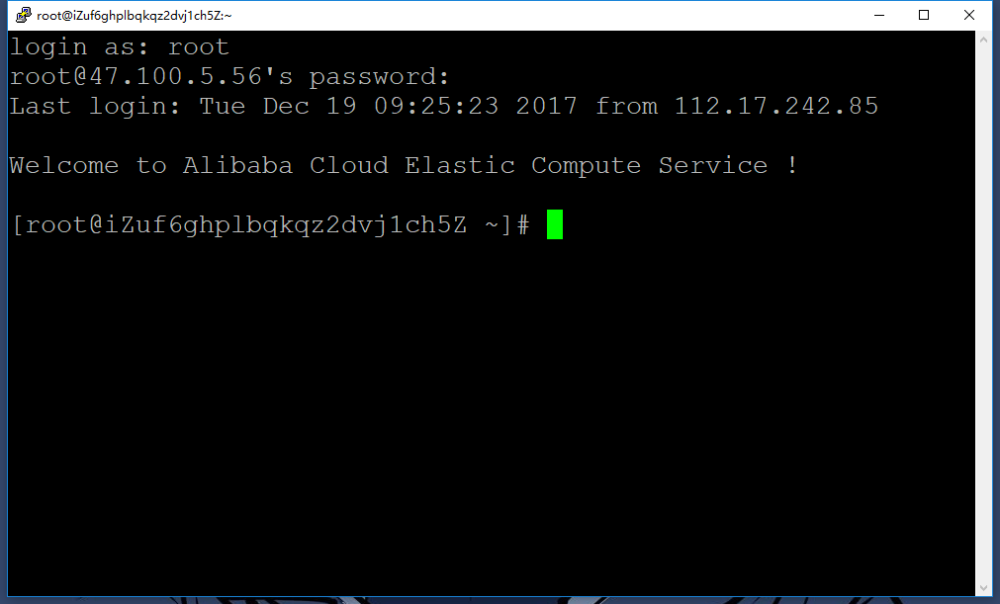 root@iZuf6ghplbqkqz2dvj1ch5Z:~
login as: root
root@47.100.5.56's password:
Last login: Tue Dec 19 09:25:23 2017 from 112.17.242.85
Welcome to Alibaba Cloud Elastic Compute Service !
[root@iZuf6ghplbqkqz2dvj1ch5Z ~]#